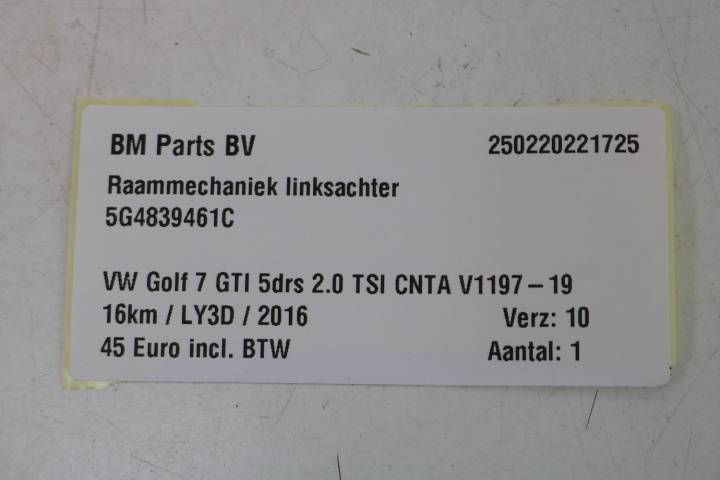 BM Parts BV 250220221725
Raammechaniek linksachter
5G4839461C
VW Golf 7 GTI 5drs 2.0 TSI CNTA V1197 – 19
16km / LY3D / 2016 Verz: 10
45 Euro incl. BTW Aantal: 1